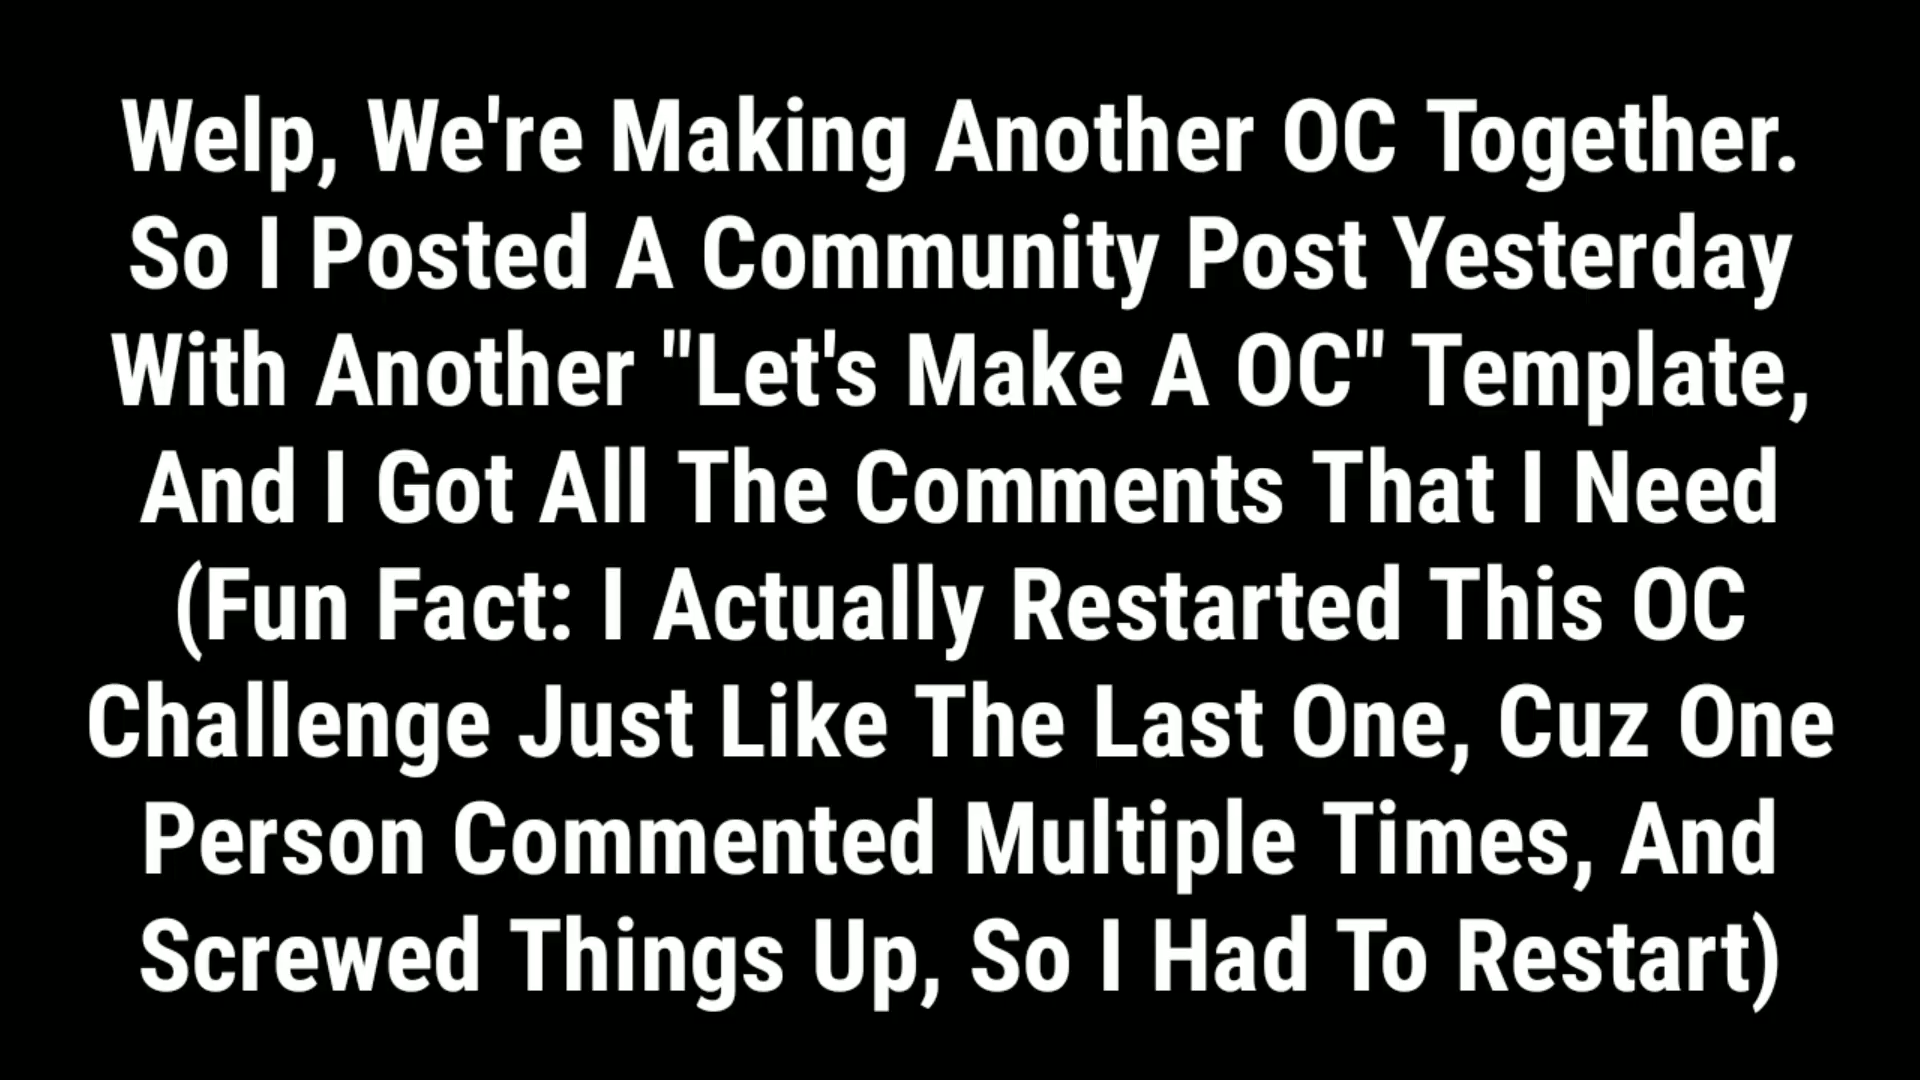 Welp, We're Making Another OC Together.
So I Posted A Community Post Yesterday
With Another "Let's Make A OC" Template,
And I Got All The Comments That I Need
(Fun Fact: I Actually Restarted This OC
Challenge Just Like The Last One, Cuz One
Person Commented Multiple Times, And
Screwed Things Up, So I Had To Restart)